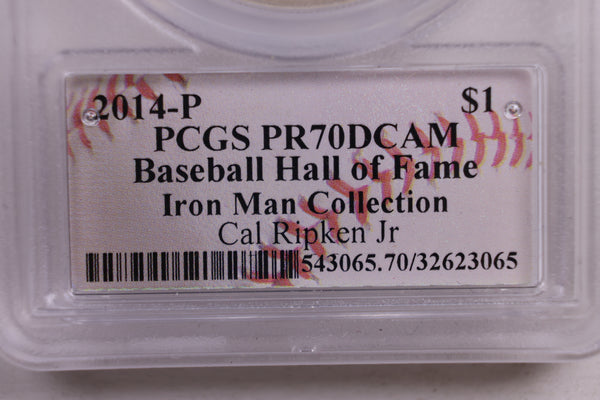 2014-P $1
PCGS PR70DCAM
Baseball Hall of Fame
Iron Man Collection
Cal Ripken Jr
543065.70/32623065